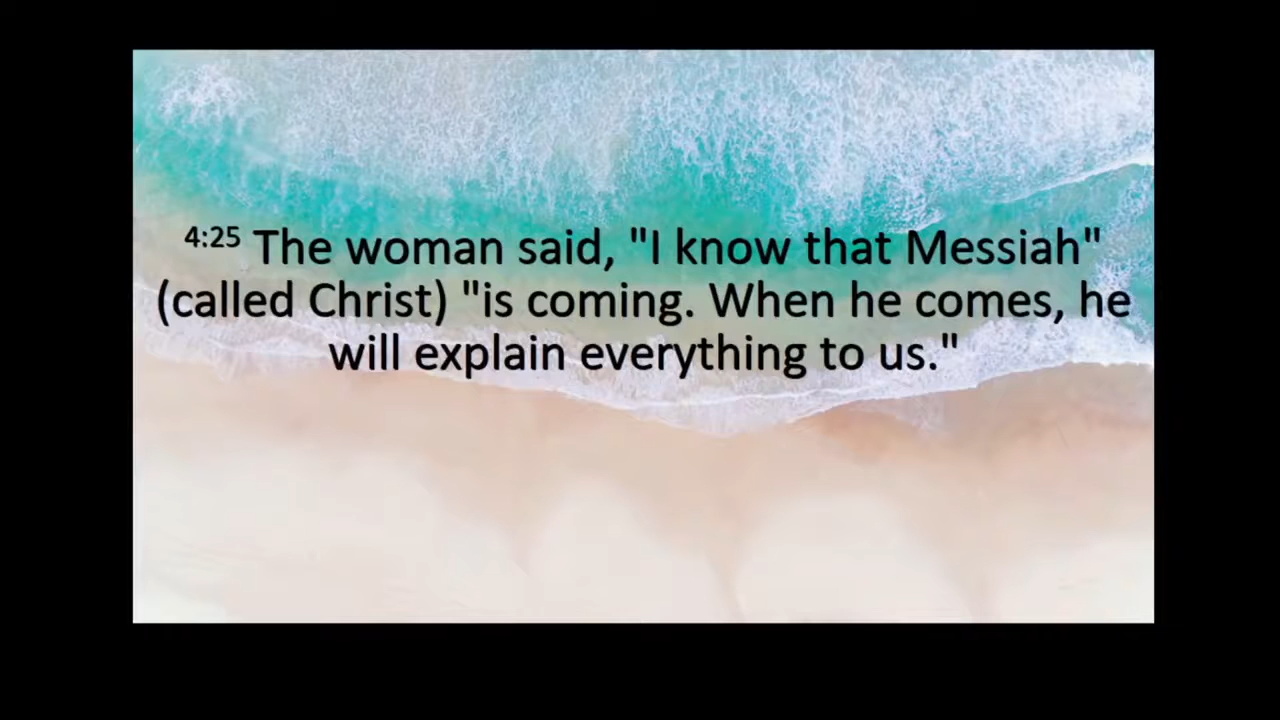 4:25 The woman said, "I know that Messiah"
(called Christ) "is coming. When he comes, he
will explain everything to us."